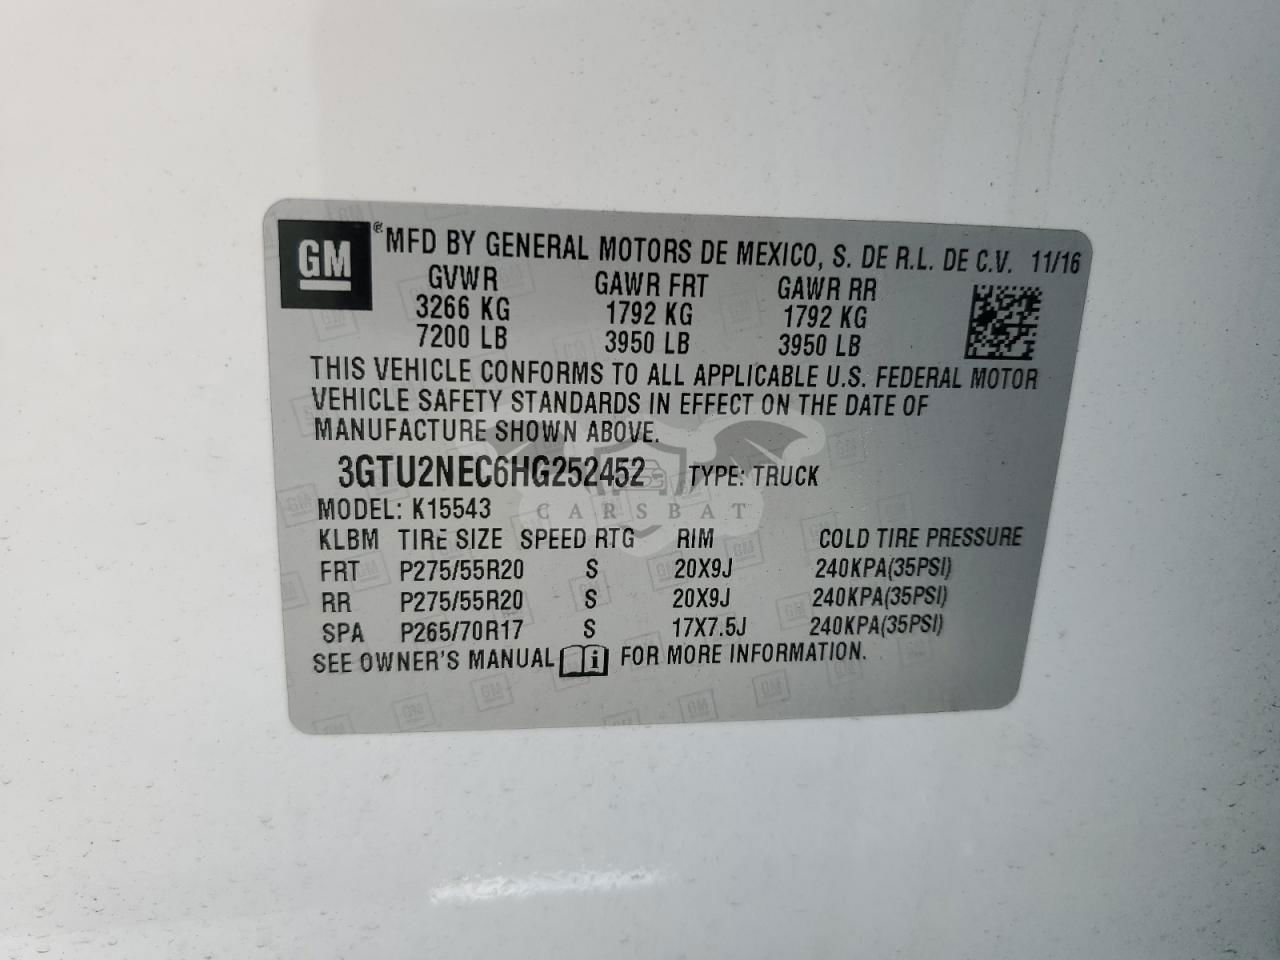 GM ® MFD BY GENERAL MOTORS DE MEXICO, S. DE R.L. DE C.V. 11/16
GVWR GAWR FRT GAWR RR
3266 KG 1792 KG 1792 KG
7200 LB 3950 LB 3950 LB
THIS VEHICLE CONFORMS TO ALL APPLICABLE U.S. FEDERAL MOTOR
VEHICLE SAFETY STANDARDS IN EFFECT ON THE DATE OF
MANUFACTURE SHOWN ABOVE.
3GTU2NEC6HG252452 TYPE: TRUCK
MODEL: K15543
CARSBAT
KLBM TIRE SIZE SPEED RTG RIM COLD TIRE PRESSURE
FRT P275/55R20 S 20X9J 240KPA(35PSI)
RR P275/55R20 S 20X9J 240KPA(35PSI)
SPA P265/70R17 S 17X7.5J 240KPA(35PSI)
SEE OWNER'S MANUAL i FOR MORE INFORMATION.